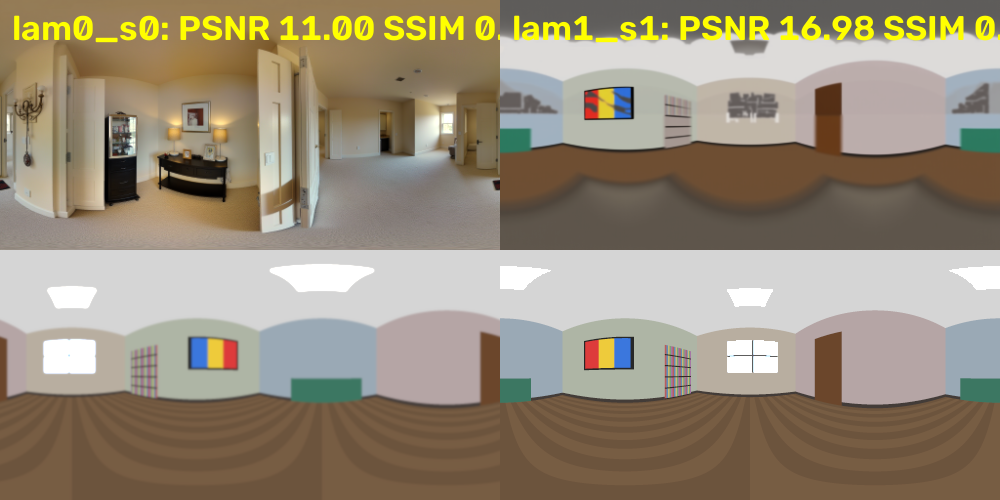 lam0_s0: PSNR 11.00 SSIM 0.
lam1_s1: PSNR 16.98 SSIM 0.